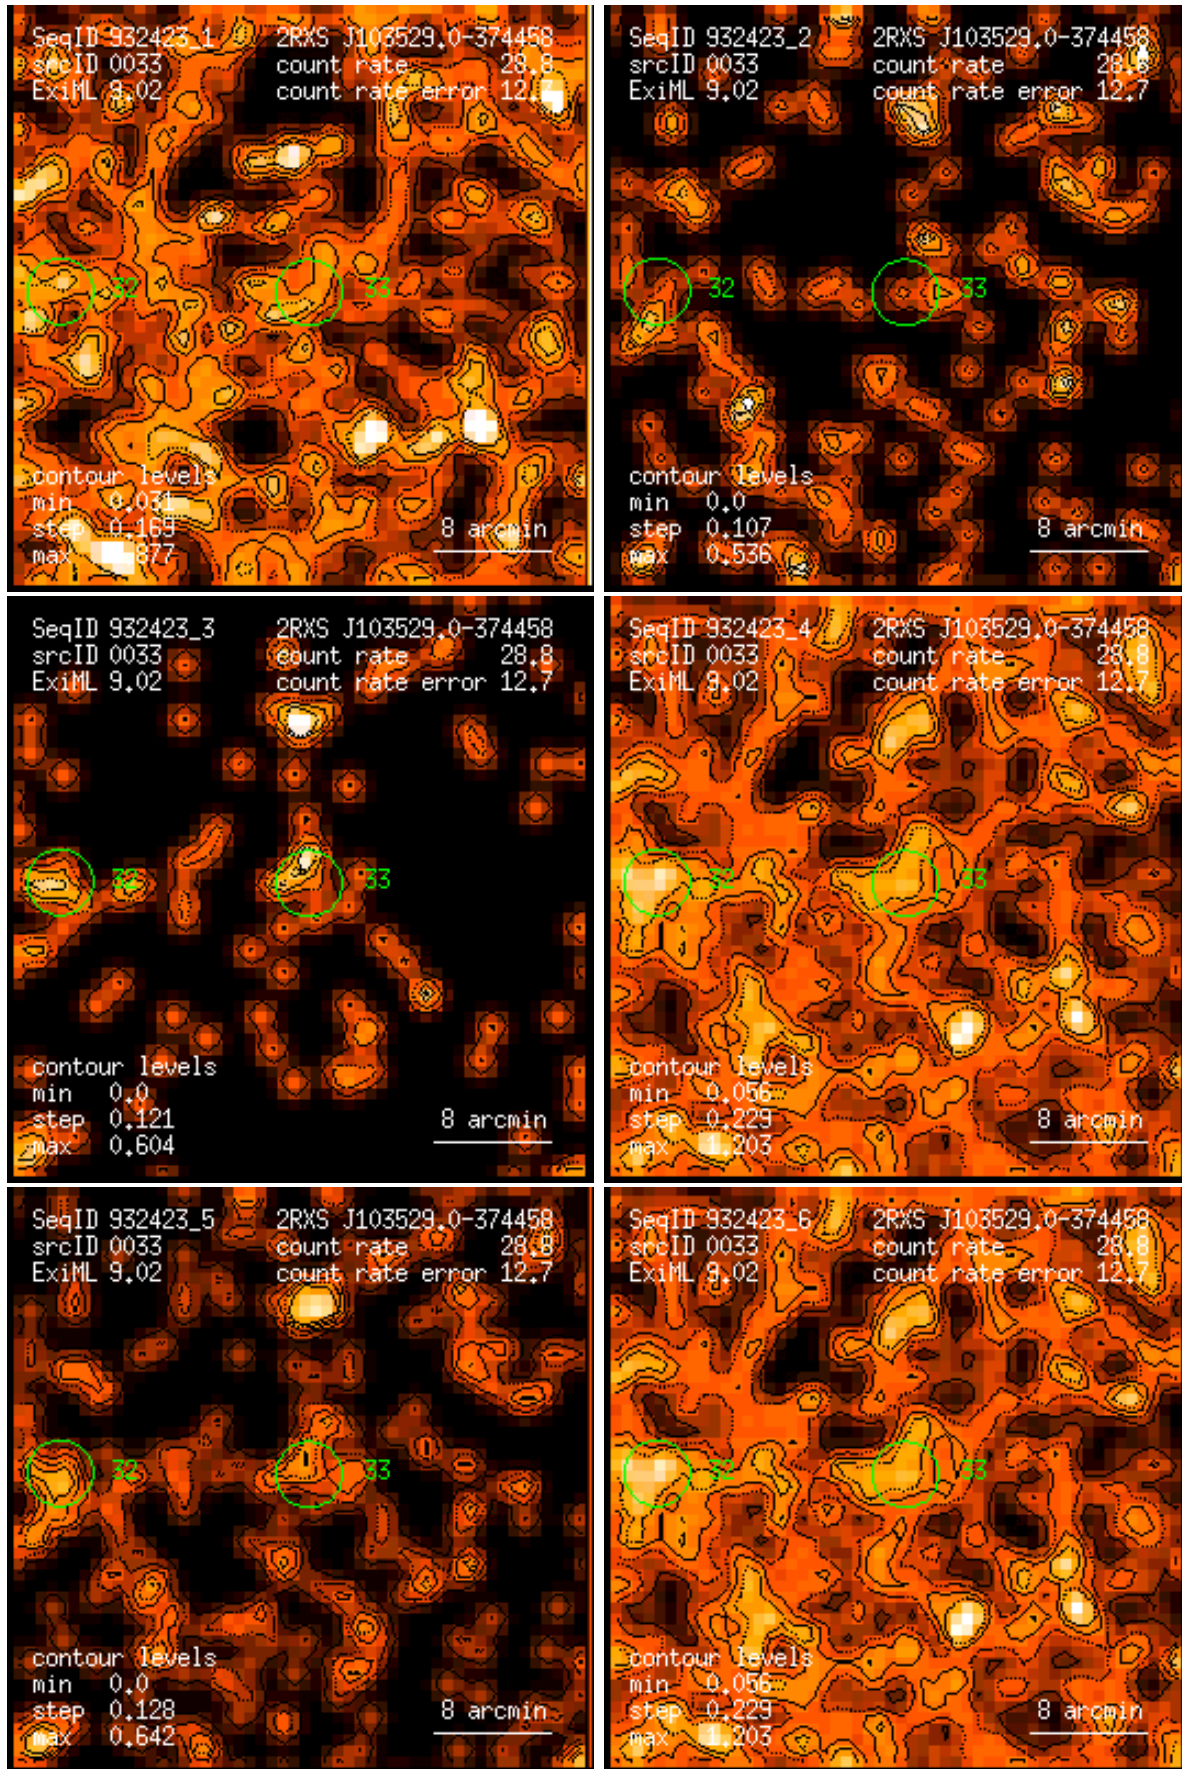 SeqID 932423_1 2RXS J103529.0-374458
srcID 0033 count rate 28.8
ExiML 9.02 count rate error 12.7
32 33
contour levels
min 0.031
step 0.169
max .877
8 arcmin
SeqID 932423_2 2RXS J103529.0-374458
srcID 0033 count rate 28.8
ExiML 9.02 count rate error 12.7
32 33
contour levels
min 0.0
step 0.107
max 0.536
8 arcmin
SeqID 932423_3 2RXS J103529.0-374458
srcID 0033 count rate 28.8
ExiML 9.02 count rate error 12.7
32 33
contour levels
min 0.0
step 0.121
max 0.604
8 arcmin
SeqID 932423_4 2RXS J103529.0-374458
srcID 0033 count rate 28.8
ExiML 9.02 count rate error 12.7
32 33
contour levels
min 0.056
step 0.229
max 1.203
8 arcmin
SeqID 932423_5 2RXS J103529.0-374458
srcID 0033 count rate 28.8
ExiML 9.02 count rate error 12.7
32 33
contour levels
min 0.0
step 0.128
max 0.642
8 arcmin
SeqID 932423_6 2RXS J103529.0-374458
srcID 0033 count rate 28.8
ExiML 9.02 count rate error 12.7
32 33
contour levels
min 0.056
step 0.229
max 1.203
8 arcmin